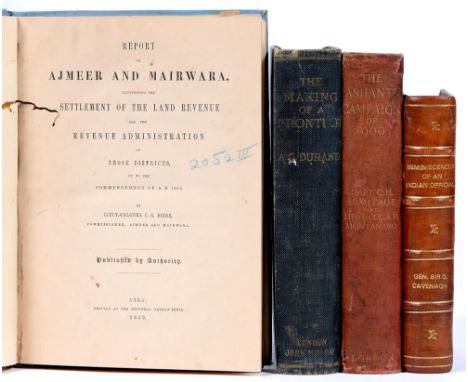 REPORT
ON
AJMEER AND MAIRWARA,
ILLUSTRATING THE
SETTLEMENT OF THE LAND REVENUE
AND THE
REVENUE ADMINISTRATION
OF
THOSE DISTRICTS,
UP TO THE
COMMENCEMENT OF A D
BY
LIEUT-COLONEL C. G. DIXON,
COMMISSIONER, AJMEER AND MAIRWARA.
2052 III
Published by Authority.
AGRA:
PRINTED AT THE SECUNDRA ORPHAN PRESS.
1853.
THE
MAKING
OF A
FRONTIER
A.G. DURAND
LONDON
JOHN MURRAY
THE
ASHANTI
CAMPAIGN
OF
1900
CAPT. C.H.
ARMITAGE
AND
LIEUT-COL. A.F.
MONTANARO
LONDON
REMINISCENCES
OF AN
INDIAN OFFICIAL
GEN. SIR O.
CAVENAGH